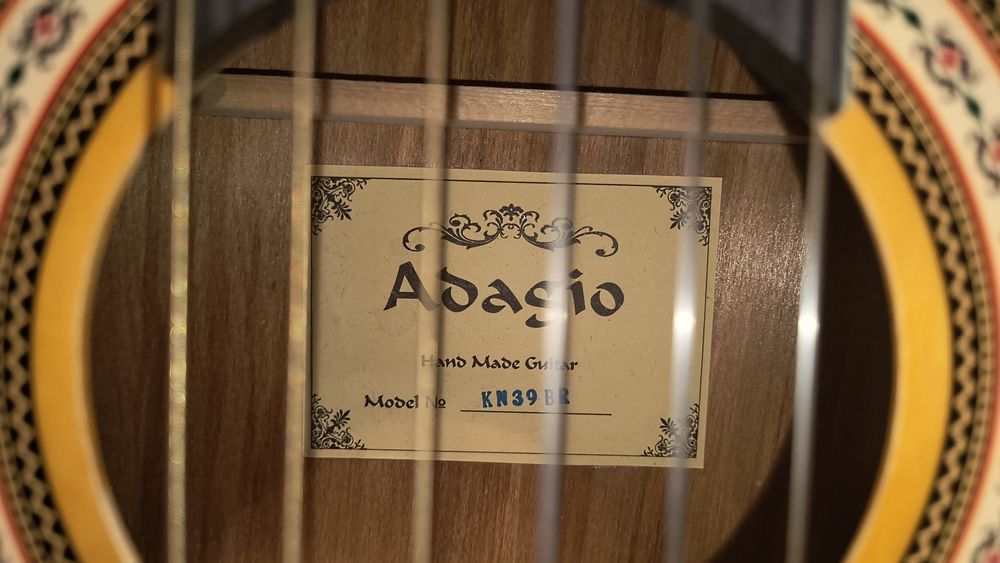 Adagio
Hand Made Guitar
Model № KN39BR